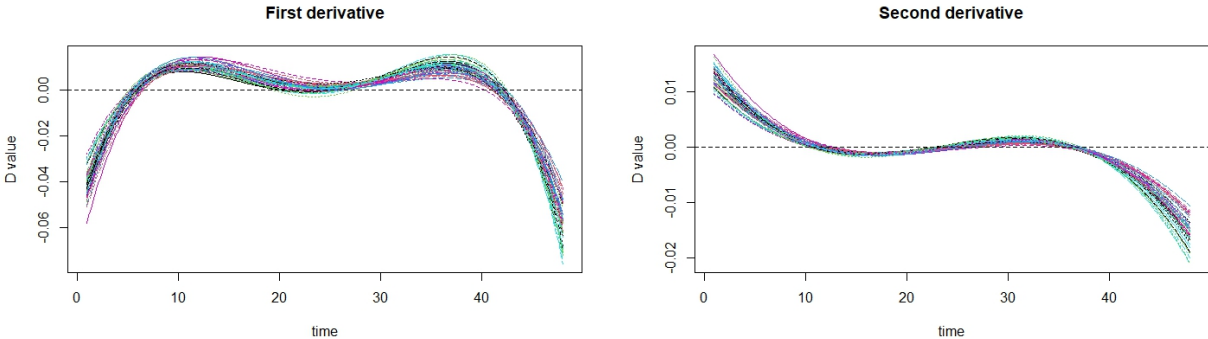 First derivative
D value
0.00
-0.02
-0.04
-0.06
0 10 20 30 40
time
Second derivative
D value
0.01
0.00
-0.01
-0.02
0 10 20 30 40
time